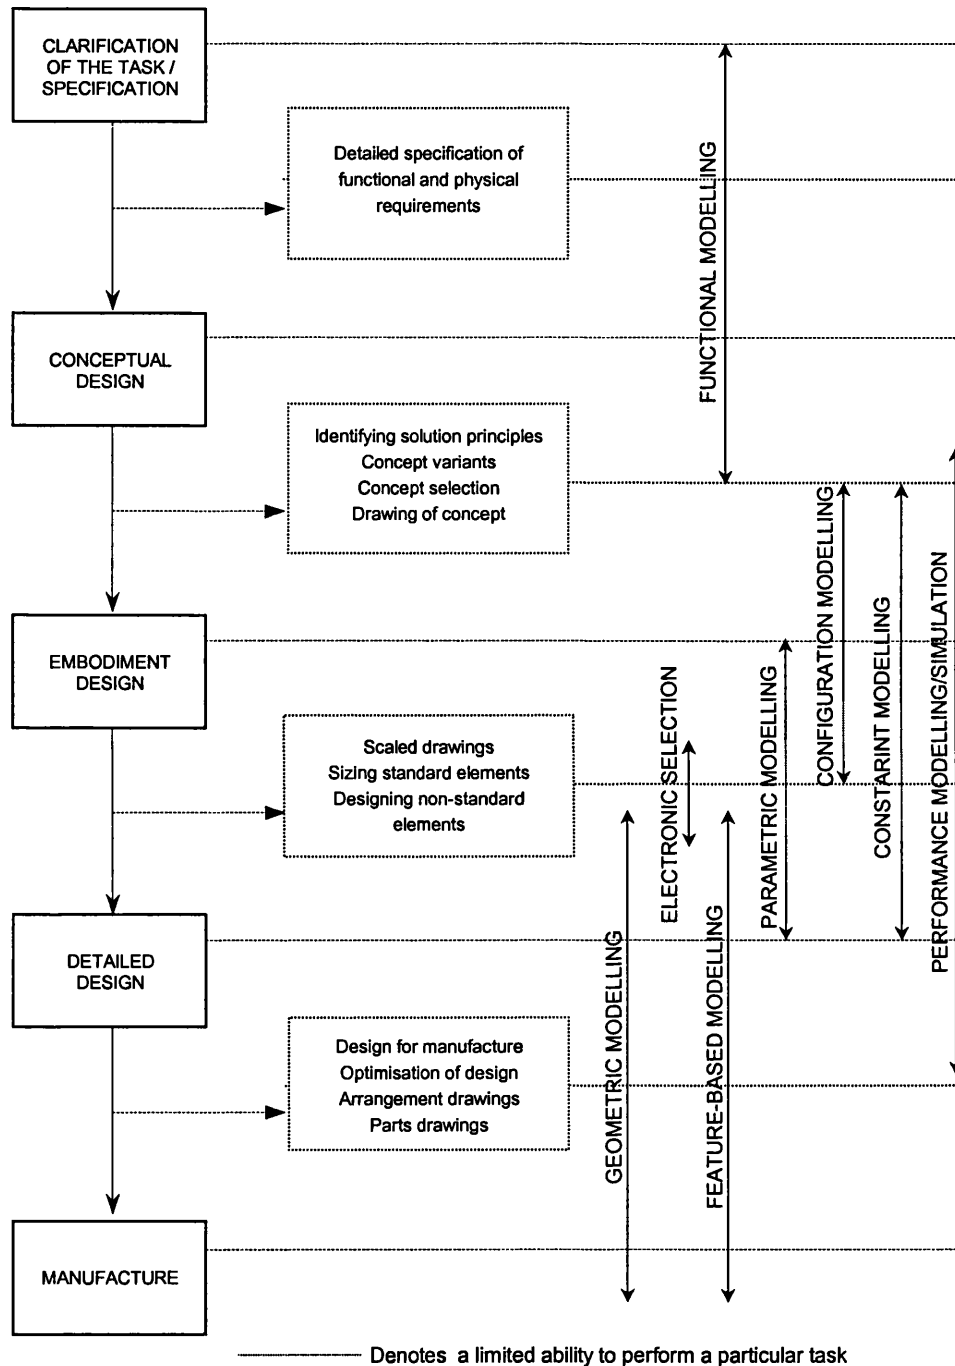 CLARIFICATION
OF THE TASK /
SPECIFICATION
Detailed specification of
functional and physical
requirements
FUNCTIONAL MODELLING
CONCEPTUAL
DESIGN
Identifying solution principles
Concept variants
Concept selection
Drawing of concept
CONFIGURATION MODELLING
CONSTARINT MODELLING
PERFORMANCE MODELLING/SIMULATION
EMBODIMENT
DESIGN
Scaled drawings
Sizing standard elements
Designing non-standard
elements
ELECTRONIC SELECTION
PARAMETRIC MODELLING
DETAILED
DESIGN
Design for manufacture
Optimisation of design
Arrangement drawings
Parts drawings
GEOMETRIC MODELLING
FEATURE-BASED MODELLING
MANUFACTURE
Denotes a limited ability to perform a particular task